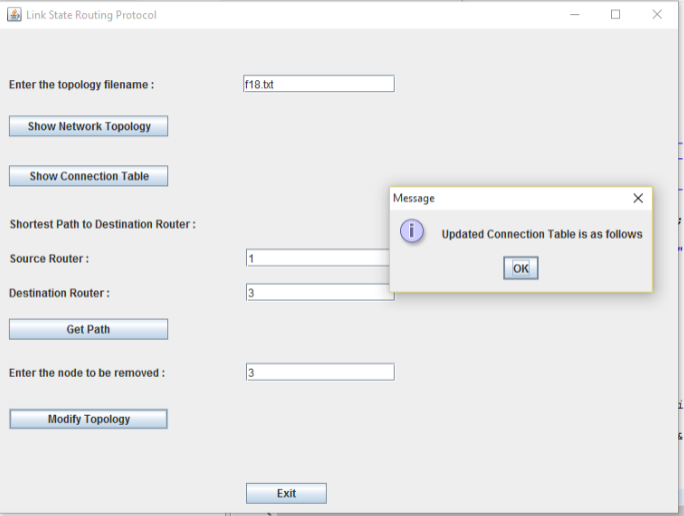 Link State Routing Protocol
Enter the topology filename :
f18.txt
Show Network Topology
Show Connection Table
Message
Updated Connection Table is as follows
OK
Shortest Path to Destination Router :
Source Router :
1
Destination Router :
3
Get Path
Enter the node to be removed :
3
Modify Topology
Exit